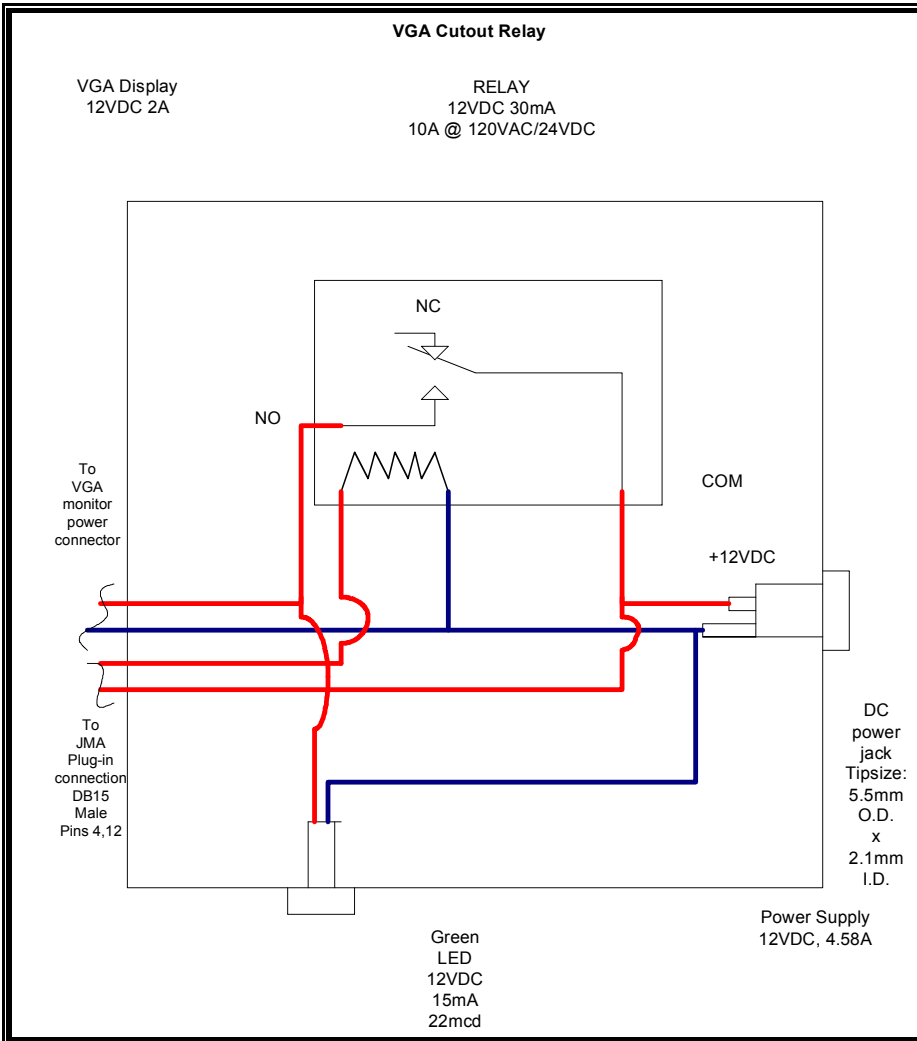 VGA Cutout Relay
VGA Display
12VDC 2A
RELAY
12VDC 30mA
10A @ 120VAC/24VDC
NC
NO
To
VGA
monitor
power
connector
COM
+12VDC
To
JMA
Plug-in
connection
DB15
Male
Pins 4,12
DC
power
jack
Tipsize:
5.5mm
O.D.
x
2.1mm
I.D.
Power Supply
12VDC, 4.58A
Green
LED
12VDC
15mA
22mcd